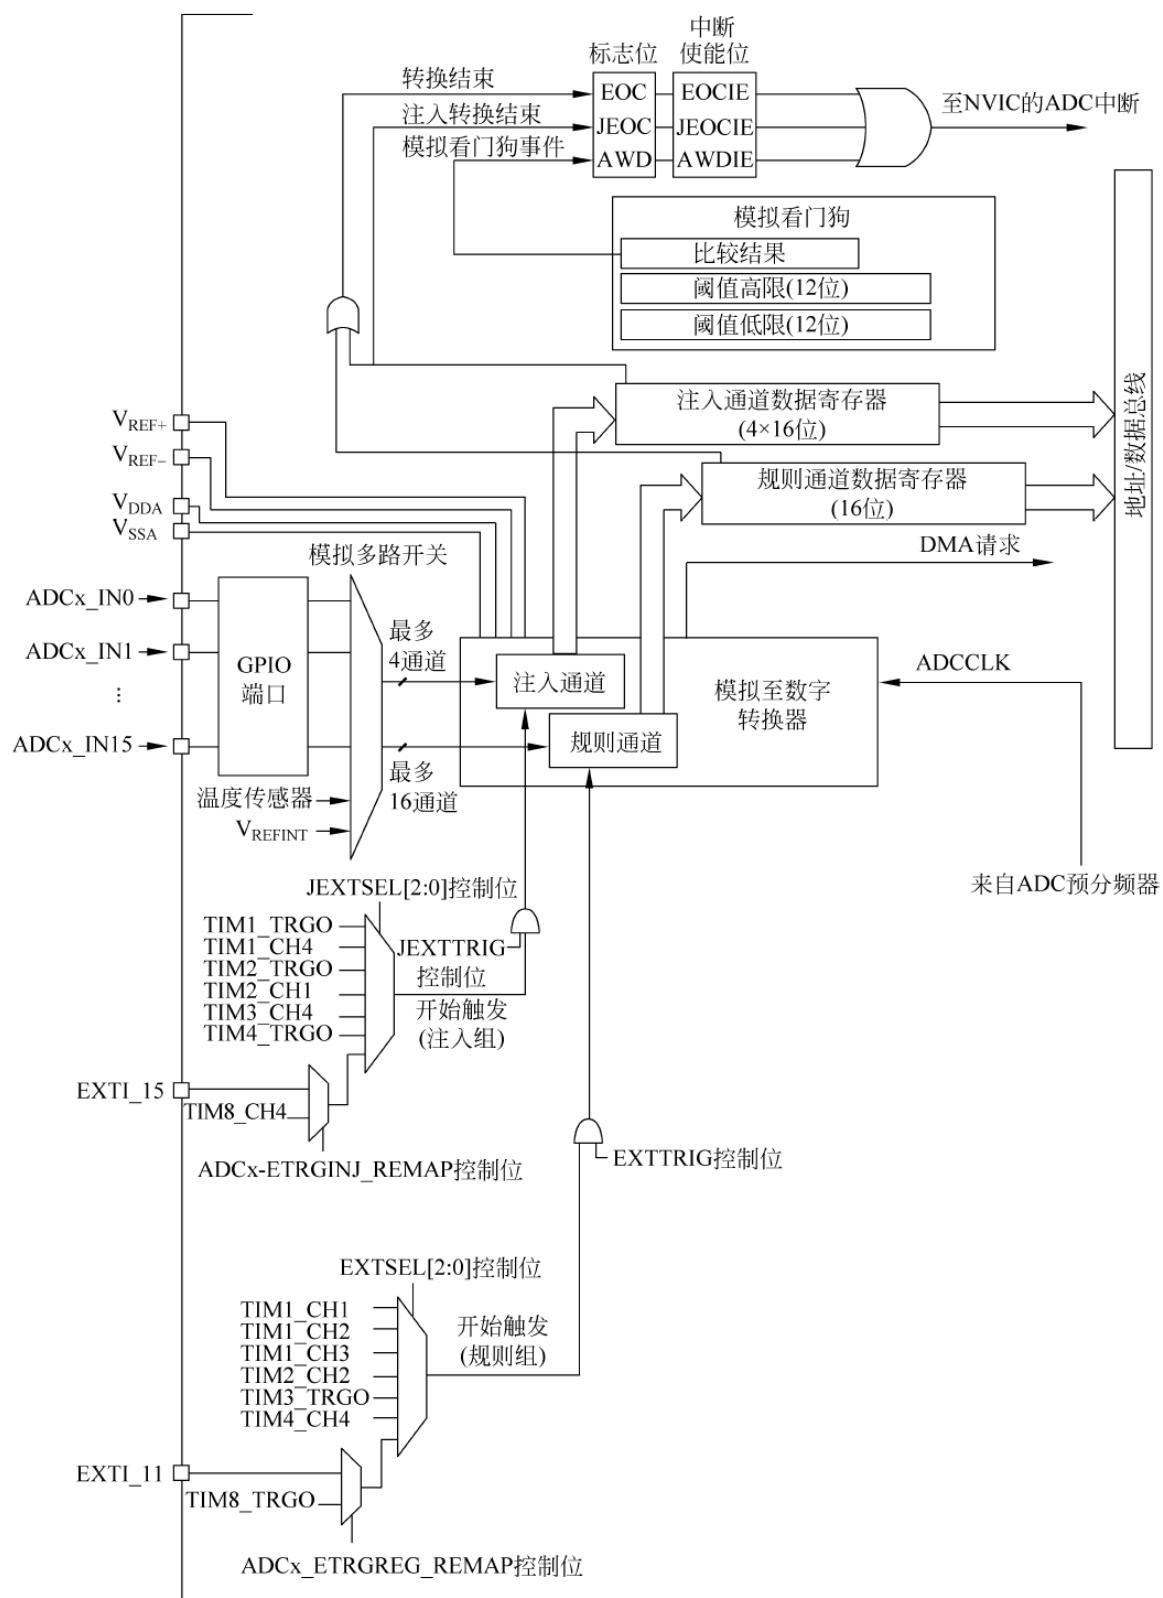 中断
标志位 使能位
转换结束 EOC EOCIE
至NVIC的ADC中断
注入转换结束 JEOC JEOCIE
模拟看门狗事件 AWD AWDIE
模拟看门狗
比较结果
阈值高限(12位)
阈值低限(12位)
地址/数据总线
注入通道数据寄存器
(4×16位)
VREF+
VREF−
规则通道数据寄存器
(16位)
VDDA
VSSA
DMA请求
模拟多路开关
ADCx_IN0
ADCx_IN1
⋮
ADCx_IN15
GPIO
端口
最多
4通道
注入通道
规则通道
模拟至数字
转换器
ADCCLK
最多
16通道
温度传感器
VREFINT
来自ADC预分频器
JEXTSEL[2:0]控制位
TIM1_TRGO
TIM1_CH4
TIM2_TRGO
TIM2_CH1
TIM3_CH4
TIM4_TRGO
JEXTTRIG
控制位
开始触发
(注入组)
EXTI_15
TIM8_CH4
ADCx-ETRGINJ_REMAP控制位
EXTTRIG控制位
EXTSEL[2:0]控制位
TIM1_CH1
TIM1_CH2
TIM1_CH3
TIM2_CH2
TIM3_TRGO
TIM4_CH4
开始触发
(规则组)
EXTI_11
TIM8_TRGO
ADCx_ETRGREG_REMAP控制位